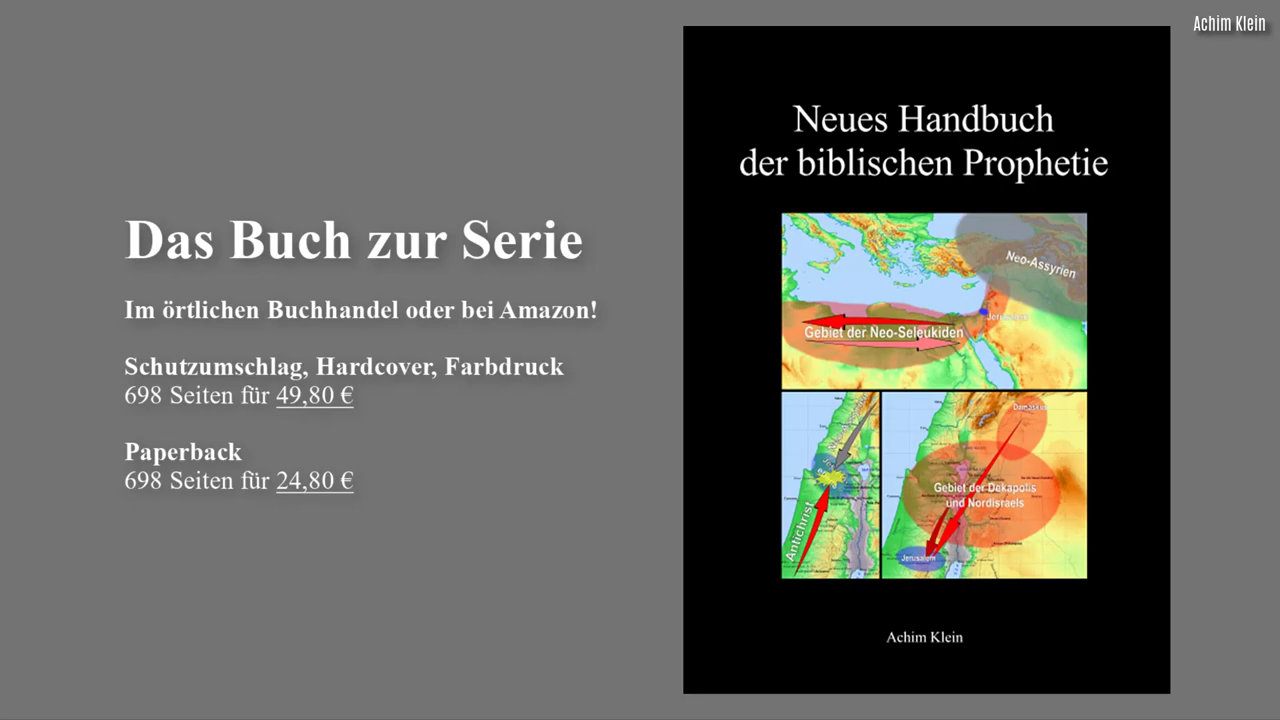 Achim Klein
Das Buch zur Serie
Im örtlichen Buchhandel oder bei Amazon!
Schutzumschlag, Hardcover, Farbdruck
698 Seiten für 49,80 €
Paperback
698 Seiten für 24,80 €
Neues Handbuch
der biblischen Prophetie
Neo-Assyrien
Jerusalem
Gebiet der Neo-Seleukiden
Antichrist
Damaskus
Gebiet der Dekapolis
und Nordisraels
Jerusalem
Achim Klein